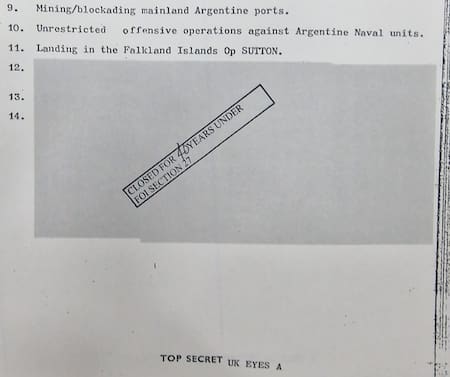 9. Mining/blockading mainland Argentine ports.
10. Unrestricted offensive operations against Argentine Naval units.
11. Landing in the Falkland Islands Op SUTTON.
12.
13.
14.
CLOSED FOR 40 YEARS UNDER
FOI SECTION 27
TOP SECRET UK EYES A